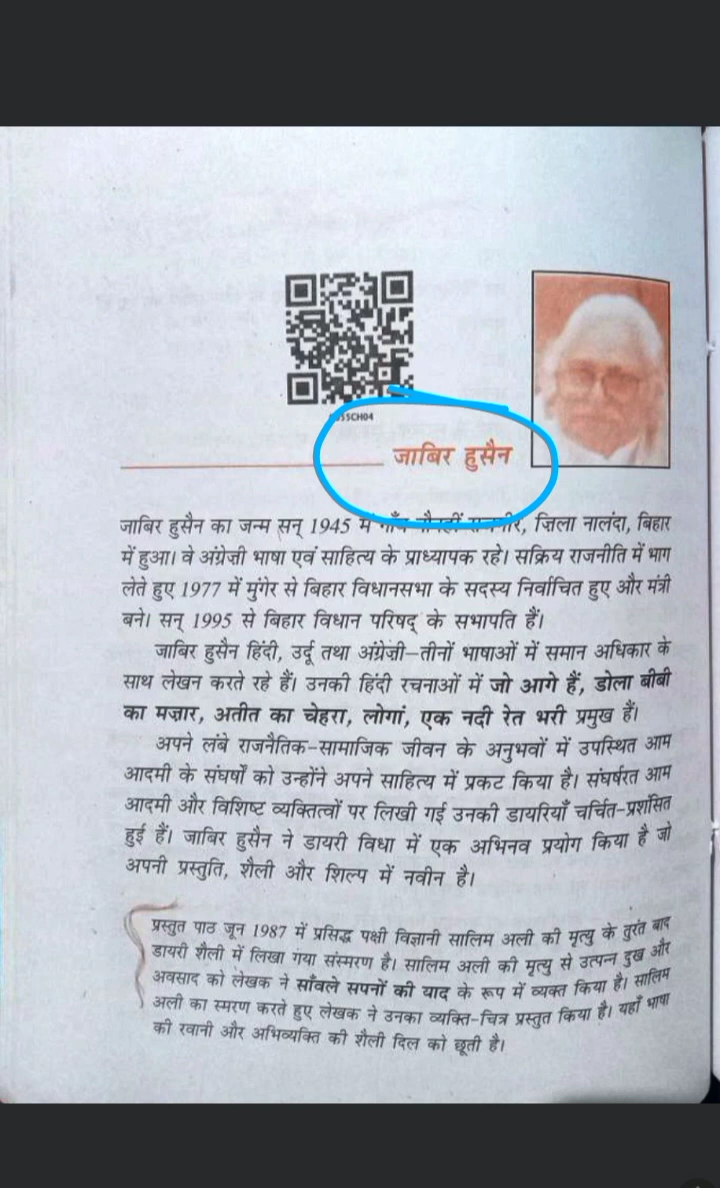 जाबिर हुसैन
जाबिर हुसैन का जन्म सन् 1945 में गाँव नौनहीं राजगीर, ज़िला नालंदा, बिहार
में हुआ। वे अंग्रेज़ी भाषा एवं साहित्य के प्राध्यापक रहे। सक्रिय राजनीति में भाग
लेते हुए 1977 में मुंगेर से बिहार विधानसभा के सदस्य निर्वाचित हुए और मंत्री
बने। सन् 1995 से बिहार विधान परिषद् के सभापति हैं।
जाबिर हुसैन हिंदी, उर्दू तथा अंग्रेज़ी–तीनों भाषाओं में समान अधिकार के
साथ लेखन करते रहे हैं। उनकी हिंदी रचनाओं में जो आगे हैं, डोला बीबी
का मज़ार, अतीत का चेहरा, लोगां, एक नदी रेत भरी प्रमुख हैं।
अपने लंबे राजनैतिक-सामाजिक जीवन के अनुभवों में उपस्थित आम
आदमी के संघर्षों को उन्होंने अपने साहित्य में प्रकट किया है। संघर्षरत आम
आदमी और विशिष्ट व्यक्तित्वों पर लिखी गई उनकी डायरियाँ चर्चित-प्रशंसित
हुई हैं। जाबिर हुसैन ने डायरी विधा में एक अभिनव प्रयोग किया है जो
अपनी प्रस्तुति, शैली और शिल्प में नवीन है।
प्रस्तुत पाठ जून 1987 में प्रसिद्ध पक्षी विज्ञानी सालिम अली की मृत्यु के तुरंत बाद
डायरी शैली में लिखा गया संस्मरण है। सालिम अली की मृत्यु से उत्पन्न दुख और
अवसाद को लेखक ने साँवले सपनों की याद के रूप में व्यक्त किया है। सालिम
अली का स्मरण करते हुए लेखक ने उनका व्यक्ति-चित्र प्रस्तुत किया है। यहाँ भाषा
की रवानी और अभिव्यक्ति की शैली दिल को छूती है।